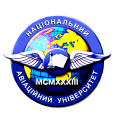 НАЦІОНАЛЬНИЙ
MCMXXXIII
АВІАЦІЙНИЙ УНІВЕРСИТЕТ